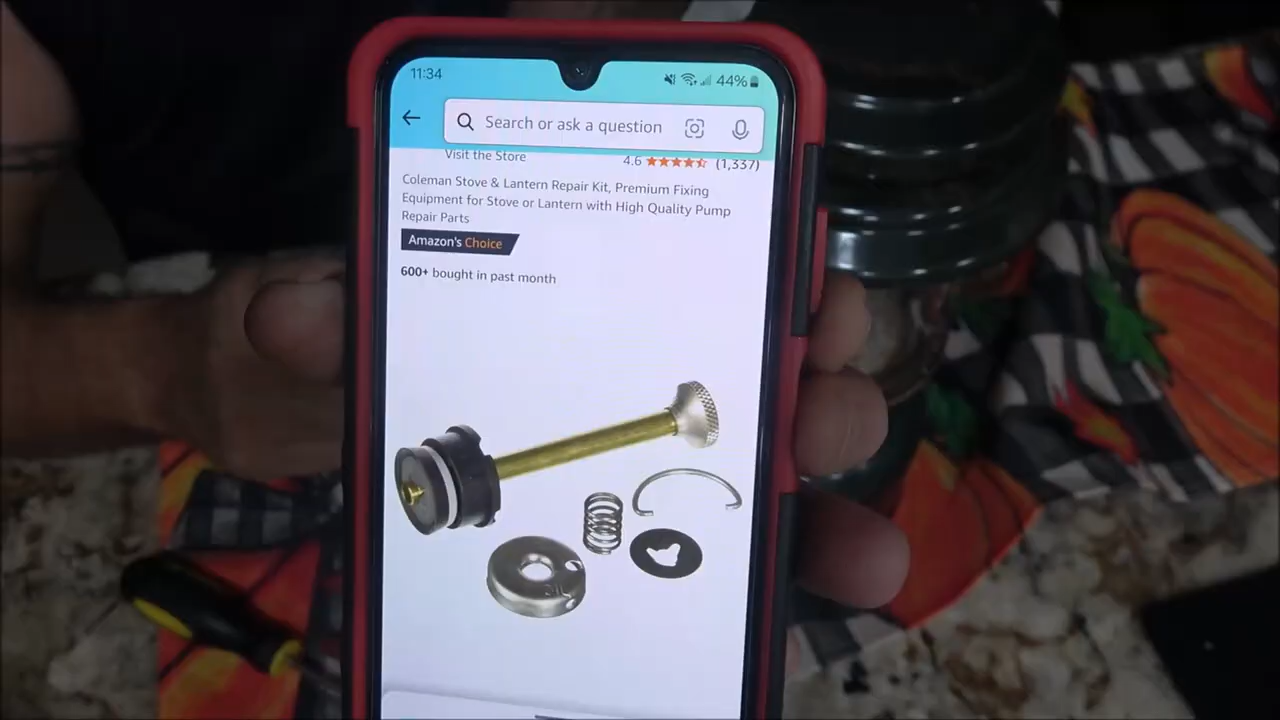 11:34
44%
Search or ask a question
Visit the Store
4.6 (1,337)
Coleman Stove & Lantern Repair Kit, Premium Fixing
Equipment for Stove or Lantern with High Quality Pump
Repair Parts
Amazon's Choice
600+ bought in past month